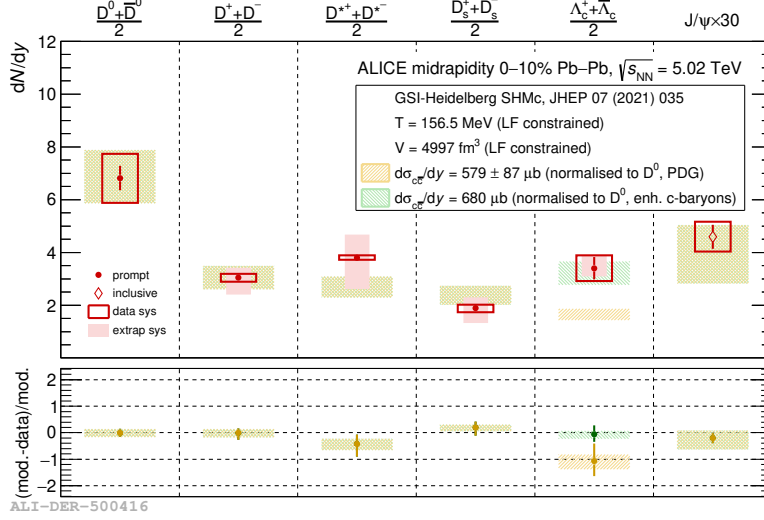 D⁰+D̅⁰ / 2   D⁺+D⁻ / 2   D*⁺+D*⁻ / 2   Dₛ⁺+Dₛ⁻ / 2   Λ_c⁺+Λ̅_c / 2   J/ψ×30
dN/dy
12
10
8
6
4
2
ALICE midrapidity 0–10% Pb–Pb, √s_NN = 5.02 TeV
GSI-Heidelberg SHMc, JHEP 07 (2021) 035
T = 156.5 MeV (LF constrained)
V = 4997 fm³ (LF constrained)
dσ_cc̅/dy = 579 ± 87 μb (normalised to D⁰, PDG)
dσ_cc̅/dy = 680 μb (normalised to D⁰, enh. c-baryons)
prompt
inclusive
data sys
extrap sys
(mod.-data)/mod.
2
1
0
−1
−2
ALI−DER−500416